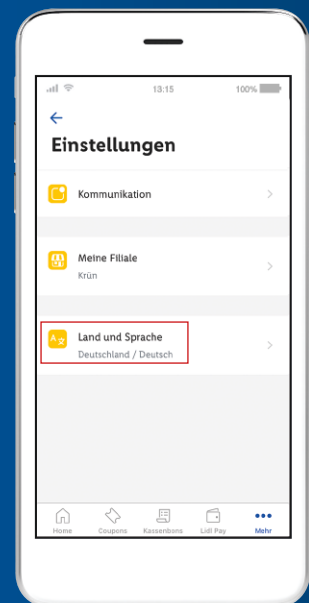 13:15
100%
Einstellungen
Kommunikation
Meine Filiale
Krün
Land und Sprache
Deutschland / Deutsch
Home
Coupons
Kassenbons
Lidl Pay
Mehr